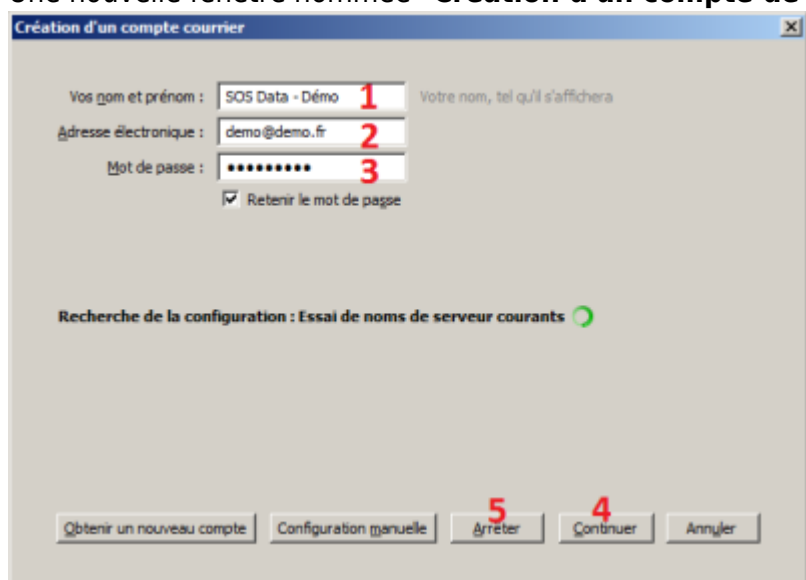 Une nouvelle fenêtre nommée "Création d'un compte de
Création d'un compte courrier
Vos nom et prénom : SOS Data - Démo 1 Votre nom, tel qu'il s'affichera
Adresse électronique : demo@demo.fr 2
Mot de passe : ••••••••• 3
Retenir le mot de passe
Recherche de la configuration : Essai de noms de serveur courants
5 4
Obtenir un nouveau compte Configuration manuelle Arrêter Continuer Annuler